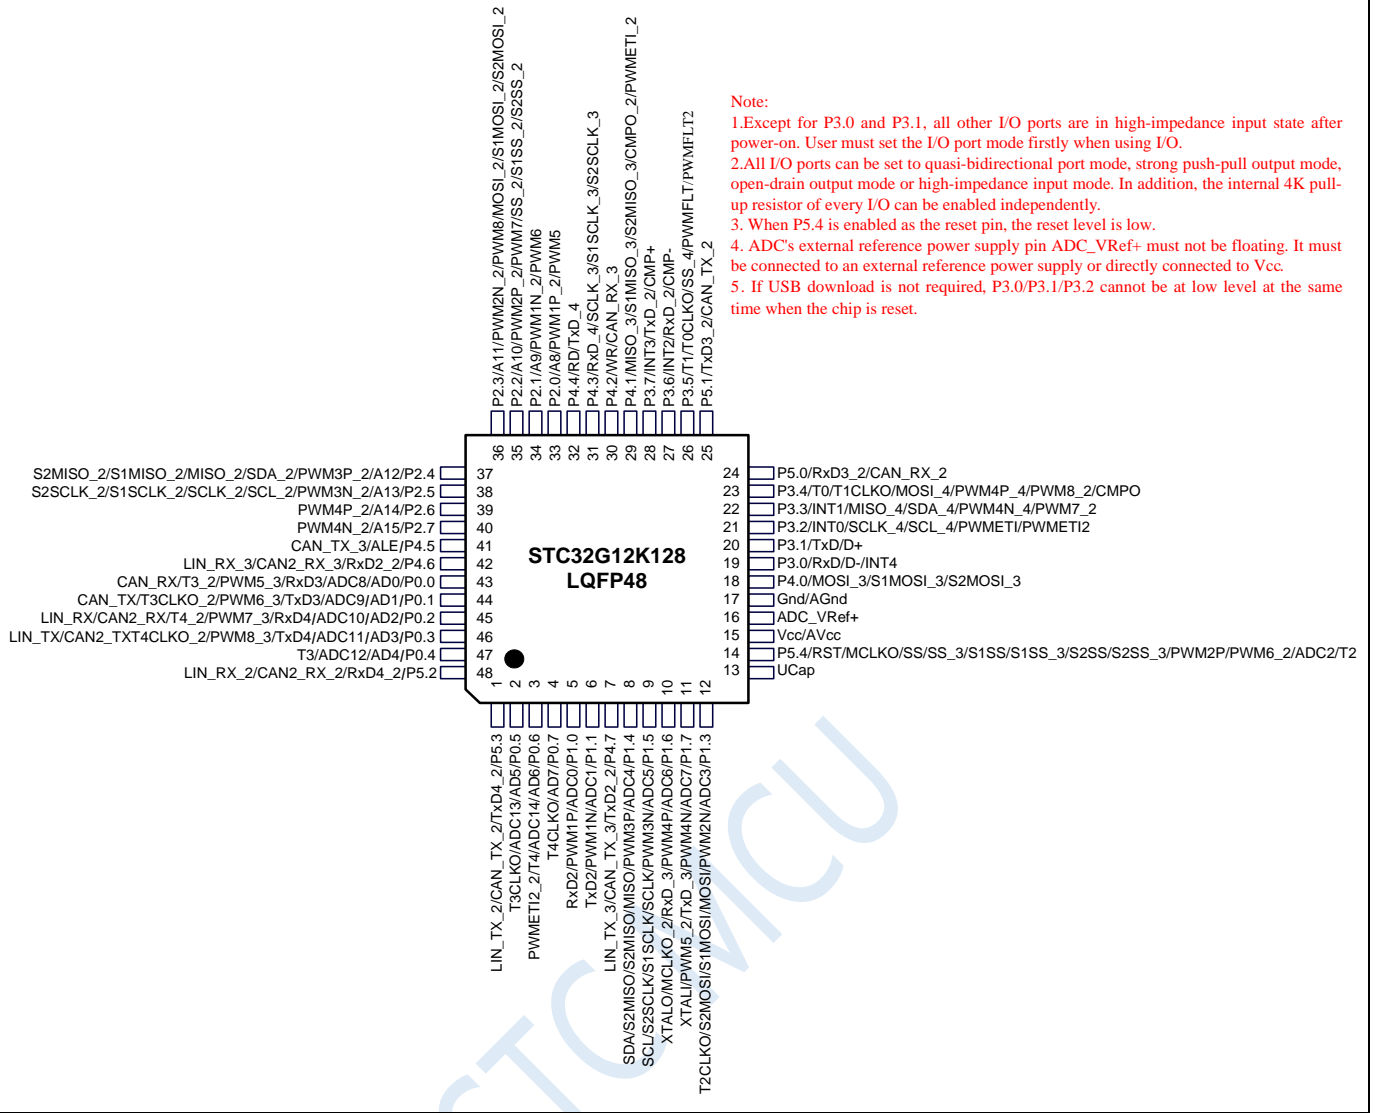 P2.3/A11/PWM2N_2/PWM8/MOSI_2/S1MOSI_2/S2MOSI_2
P2.2/A10/PWM2P_2/PWM7/SS_2/S1SS_2/S2SS_2
P2.1/A9/PWM1N_2/PWM6
P2.0/A8/PWM1P_2/PWM5
P4.4/RD/TxD_4
P4.3/RxD_4/SCLK_3/S1SCLK_3/S2SCLK_3
P4.2/WR/CAN_RX_3
P4.1/MISO_3/S1MISO_3/S2MISO_3/CMPO_2/PWMETI_2
P3.7/INT3/TxD_2/CMP+
P3.6/INT2/RxD_2/CMP-
P3.5/T1/T0CLKO/SS_4/PWMFLT/PWMFLT2
P5.1/TxD3_2/CAN_TX_2
Note:
1.Except for P3.0 and P3.1, all other I/O ports are in high-impedance input state after
power-on. User must set the I/O port mode firstly when using I/O.
2.All I/O ports can be set to quasi-bidirectional port mode, strong push-pull output mode,
open-drain output mode or high-impedance input mode. In addition, the internal 4K pull-
up resistor of every I/O can be enabled independently.
3. When P5.4 is enabled as the reset pin, the reset level is low.
4. ADC's external reference power supply pin ADC_VRef+ must not be floating. It must
be connected to an external reference power supply or directly connected to Vcc.
5. If USB download is not required, P3.0/P3.1/P3.2 cannot be at low level at the same
time when the chip is reset.
36 35 34 33 32 31 30 29 28 27 26 25
S2MISO_2/S1MISO_2/MISO_2/SDA_2/PWM3P_2/A12/P2.4 37
S2SCLK_2/S1SCLK_2/SCLK_2/SCL_2/PWM3N_2/A13/P2.5 38
PWM4P_2/A14/P2.6 39
PWM4N_2/A15/P2.7 40
CAN_TX_3/ALE/P4.5 41
LIN_RX_3/CAN2_RX_3/RxD2_2/P4.6 42
CAN_RX/T3_2/PWM5_3/RxD3/ADC8/AD0/P0.0 43
CAN_TX/T3CLKO_2/PWM6_3/TxD3/ADC9/AD1/P0.1 44
LIN_RX/CAN2_RX/T4_2/PWM7_3/RxD4/ADC10/AD2/P0.2 45
LIN_TX/CAN2_TXT4CLKO_2/PWM8_3/TxD4/ADC11/AD3/P0.3 46
T3/ADC12/AD4/P0.4 47
LIN_RX_2/CAN2_RX_2/RxD4_2/P5.2 48
STC32G12K128
LQFP48
24 P5.0/RxD3_2/CAN_RX_2
23 P3.4/T0/T1CLKO/MOSI_4/PWM4P_4/PWM8_2/CMPO
22 P3.3/INT1/MISO_4/SDA_4/PWM4N_4/PWM7_2
21 P3.2/INT0/SCLK_4/SCL_4/PWMETI/PWMETI2
20 P3.1/TxD/D+
19 P3.0/RxD/D-/INT4
18 P4.0/MOSI_3/S1MOSI_3/S2MOSI_3
17 Gnd/AGnd
16 ADC_VRef+
15 Vcc/AVcc
14 P5.4/RST/MCLKO/SS/SS_3/S1SS/S1SS_3/S2SS/S2SS_3/PWM2P/PWM6_2/ADC2/T2
13 UCap
1 2 3 4 5 6 7 8 9 10 11 12
LIN_TX_2/CAN_TX_2/TxD4_2/P5.3
T3CLKO/ADC13/AD5/P0.5
PWMETI2_2/T4/ADC14/AD6/P0.6
T4CLKO/AD7/P0.7
RxD2/PWM1P/ADC0/P1.0
TxD2/PWM1N/ADC1/P1.1
LIN_TX_3/CAN_TX_3/TxD2_2/P4.7
SDA/S2MISO/S2MISO/MISO/PWM3P/ADC4/P1.4
SCL/S2SCLK/S1SCLK/SCLK/PWM3N/ADC5/P1.5
XTALO/MCLKO_2/RxD_3/PWM4P/ADC6/P1.6
XTALI/PWM5_2/TxD_3/PWM4N/ADC7/P1.7
T2CLKO/S2MOSI/S1MOSI/MOSI/PWM2N/ADC3/P1.3
STCMCU